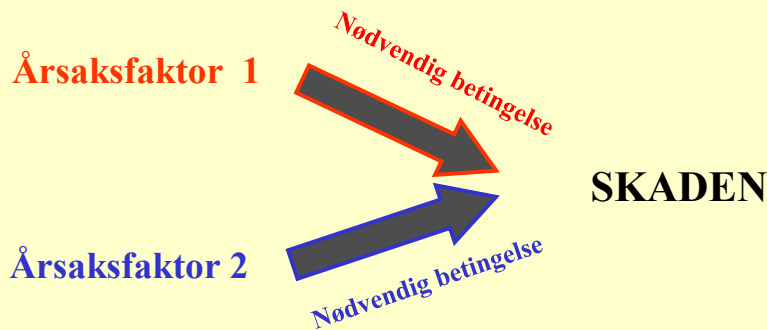 Nødvendig betingelse
Årsaksfaktor 1
SKADEN
Årsaksfaktor 2
Nødvendig betingelse